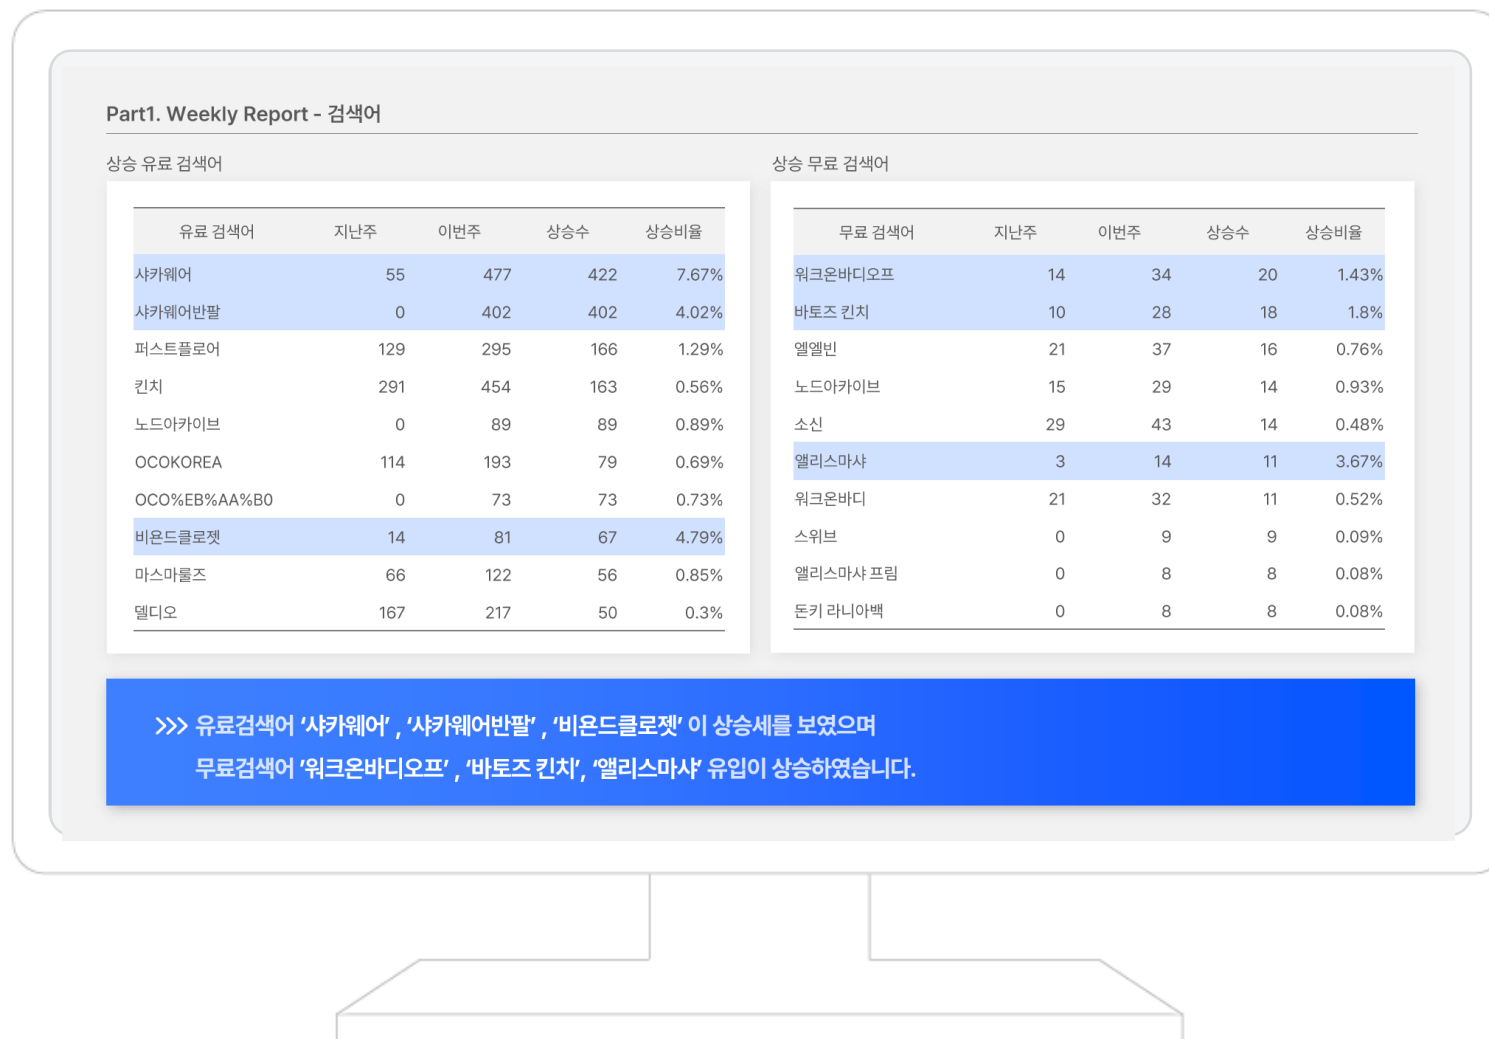 Part1. Weekly Report - 검색어
상승 유료 검색어
유료 검색어 지난주 이번주 상승수 상승비율
샤카웨어 55 477 422 7.67%
샤카웨어반팔 0 402 402 4.02%
퍼스트플로어 129 295 166 1.29%
킨치 291 454 163 0.56%
노드아카이브 0 89 89 0.89%
OCOKOREA 114 193 79 0.69%
OCO%EB%AA%B0 0 73 73 0.73%
비욘드클로젯 14 81 67 4.79%
마스마룰즈 66 122 56 0.85%
델디오 167 217 50 0.3%
상승 무료 검색어
무료 검색어 지난주 이번주 상승수 상승비율
워크온바디오프 14 34 20 1.43%
바토즈 킨치 10 28 18 1.8%
엘엘빈 21 37 16 0.76%
노드아카이브 15 29 14 0.93%
소신 29 43 14 0.48%
앨리스마샤 3 14 11 3.67%
워크온바디 21 32 11 0.52%
스위브 0 9 9 0.09%
앨리스마샤 프림 0 8 8 0.08%
돈키 라니아백 0 8 8 0.08%
>>> 유료검색어 ‘샤카웨어’ , ‘샤카웨어반팔’ , ‘비욘드클로젯’ 이 상승세를 보였으며
무료검색어 ’워크온바디오프’ , ‘바토즈 킨치’, ‘앨리스마샤’ 유입이 상승하였습니다.